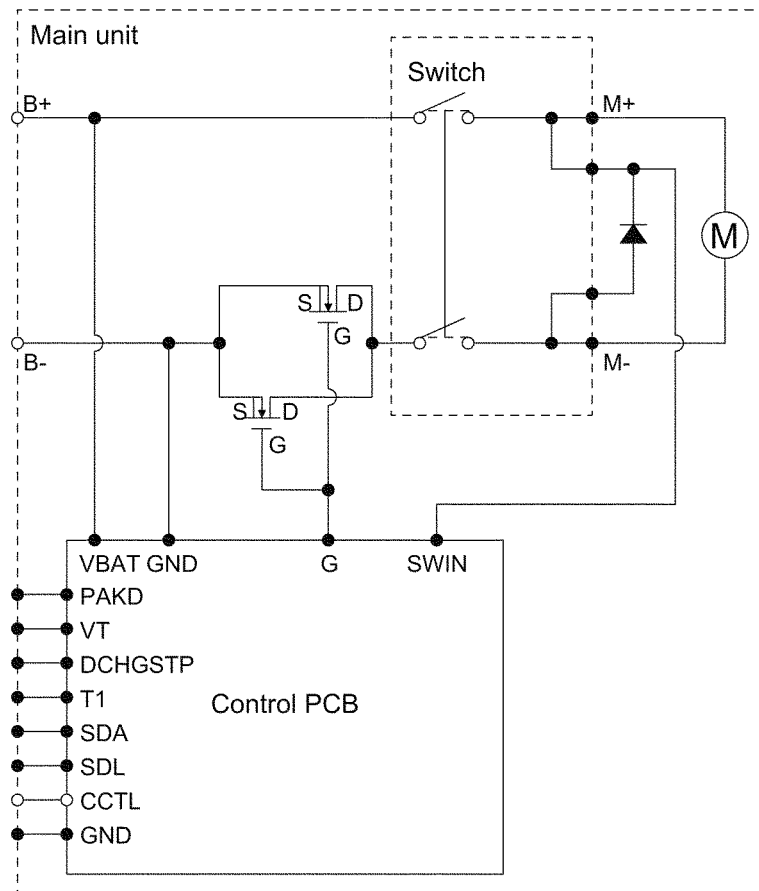 Main unit
Switch
B+
M+
M
S D
G
B-
M-
S D
G
VBAT GND G SWIN
PAKD
VT
DCHGSTP
T1
Control PCB
SDA
SDL
CCTL
GND